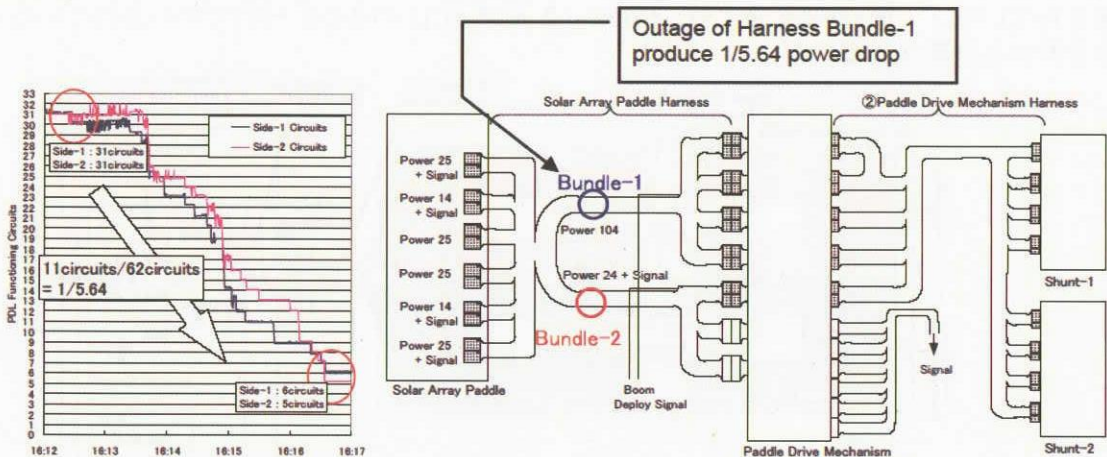 Outage of Harness Bundle-1
produce 1/5.64 power drop
Solar Array Paddle Harness
②Paddle Drive Mechanism Harness
PDL Functioning Circuits
33
32
31
30
29
28
27
26
25
24
23
22
21
20
19
18
17
16
15
14
13
12
11
10
9
8
7
6
5
4
3
2
1
0
16:12
16:13
16:14
16:15
16:16
16:17
Side-1 Circuits
Side-2 Circuits
Side-1 : 31circuits
Side-2 : 31circuits
11circuits/62circuits
= 1/5.64
Side-1 : 6circuits
Side-2 : 5circuits
Power 25
+ Signal
Power 14
+ Signal
Power 25
Power 25
Power 14
+ Signal
Power 25
+ Signal
Solar Array Paddle
Bundle-1
Power 104
Power 24 + Signal
Bundle-2
Boom
Deploy Signal
Paddle Drive Mechanism
Signal
Shunt-1
Shunt-2